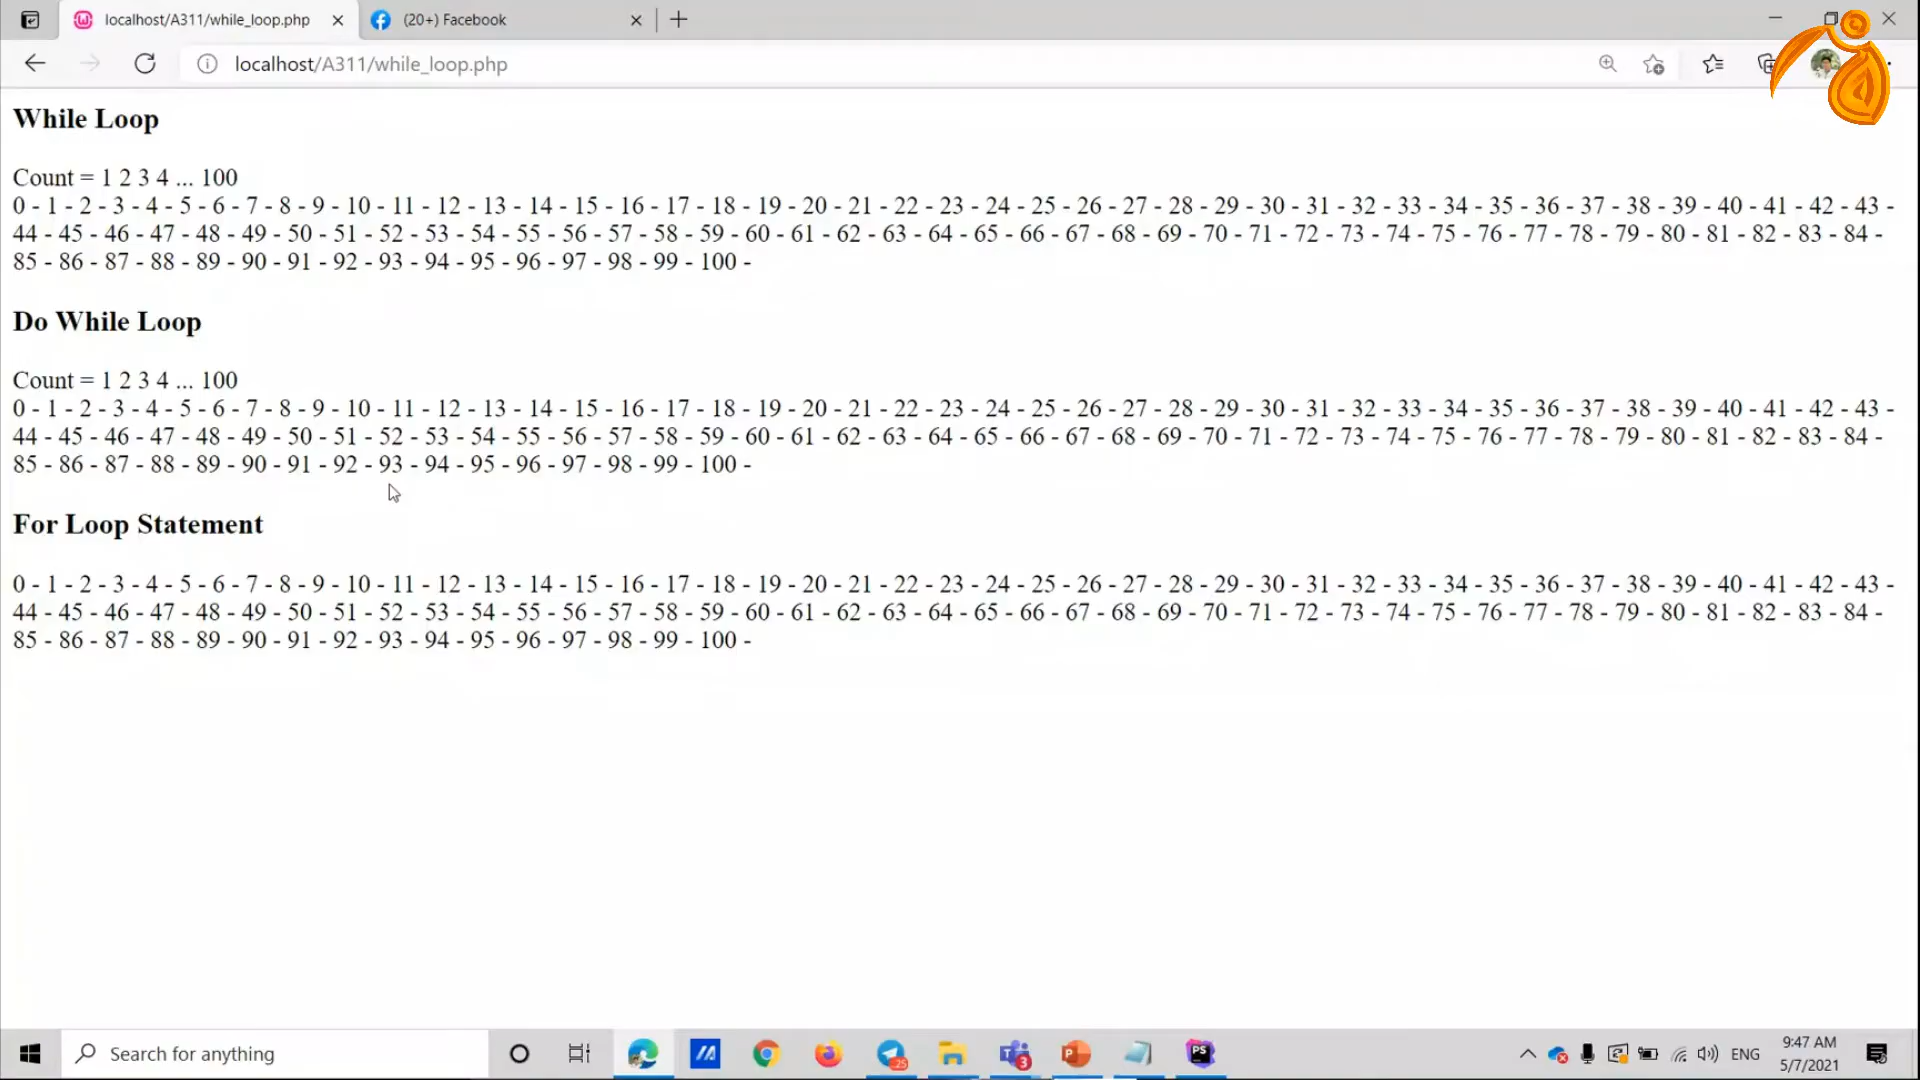 localhost/A311/while_loop.php
(20+) Facebook
localhost/A311/while_loop.php
While Loop
Count = 1 2 3 4 ... 100
0 - 1 - 2 - 3 - 4 - 5 - 6 - 7 - 8 - 9 - 10 - 11 - 12 - 13 - 14 - 15 - 16 - 17 - 18 - 19 - 20 - 21 - 22 - 23 - 24 - 25 - 26 - 27 - 28 - 29 - 30 - 31 - 32 - 33 - 34 - 35 - 36 - 37 - 38 - 39 - 40 - 41 - 42 - 43 -
44 - 45 - 46 - 47 - 48 - 49 - 50 - 51 - 52 - 53 - 54 - 55 - 56 - 57 - 58 - 59 - 60 - 61 - 62 - 63 - 64 - 65 - 66 - 67 - 68 - 69 - 70 - 71 - 72 - 73 - 74 - 75 - 76 - 77 - 78 - 79 - 80 - 81 - 82 - 83 - 84 -
85 - 86 - 87 - 88 - 89 - 90 - 91 - 92 - 93 - 94 - 95 - 96 - 97 - 98 - 99 - 100 -
Do While Loop
Count = 1 2 3 4 ... 100
0 - 1 - 2 - 3 - 4 - 5 - 6 - 7 - 8 - 9 - 10 - 11 - 12 - 13 - 14 - 15 - 16 - 17 - 18 - 19 - 20 - 21 - 22 - 23 - 24 - 25 - 26 - 27 - 28 - 29 - 30 - 31 - 32 - 33 - 34 - 35 - 36 - 37 - 38 - 39 - 40 - 41 - 42 - 43 -
44 - 45 - 46 - 47 - 48 - 49 - 50 - 51 - 52 - 53 - 54 - 55 - 56 - 57 - 58 - 59 - 60 - 61 - 62 - 63 - 64 - 65 - 66 - 67 - 68 - 69 - 70 - 71 - 72 - 73 - 74 - 75 - 76 - 77 - 78 - 79 - 80 - 81 - 82 - 83 - 84 -
85 - 86 - 87 - 88 - 89 - 90 - 91 - 92 - 93 - 94 - 95 - 96 - 97 - 98 - 99 - 100 -
For Loop Statement
0 - 1 - 2 - 3 - 4 - 5 - 6 - 7 - 8 - 9 - 10 - 11 - 12 - 13 - 14 - 15 - 16 - 17 - 18 - 19 - 20 - 21 - 22 - 23 - 24 - 25 - 26 - 27 - 28 - 29 - 30 - 31 - 32 - 33 - 34 - 35 - 36 - 37 - 38 - 39 - 40 - 41 - 42 - 43 -
44 - 45 - 46 - 47 - 48 - 49 - 50 - 51 - 52 - 53 - 54 - 55 - 56 - 57 - 58 - 59 - 60 - 61 - 62 - 63 - 64 - 65 - 66 - 67 - 68 - 69 - 70 - 71 - 72 - 73 - 74 - 75 - 76 - 77 - 78 - 79 - 80 - 81 - 82 - 83 - 84 -
85 - 86 - 87 - 88 - 89 - 90 - 91 - 92 - 93 - 94 - 95 - 96 - 97 - 98 - 99 - 100 -
Search for anything
ENG
9:47 AM
5/7/2021